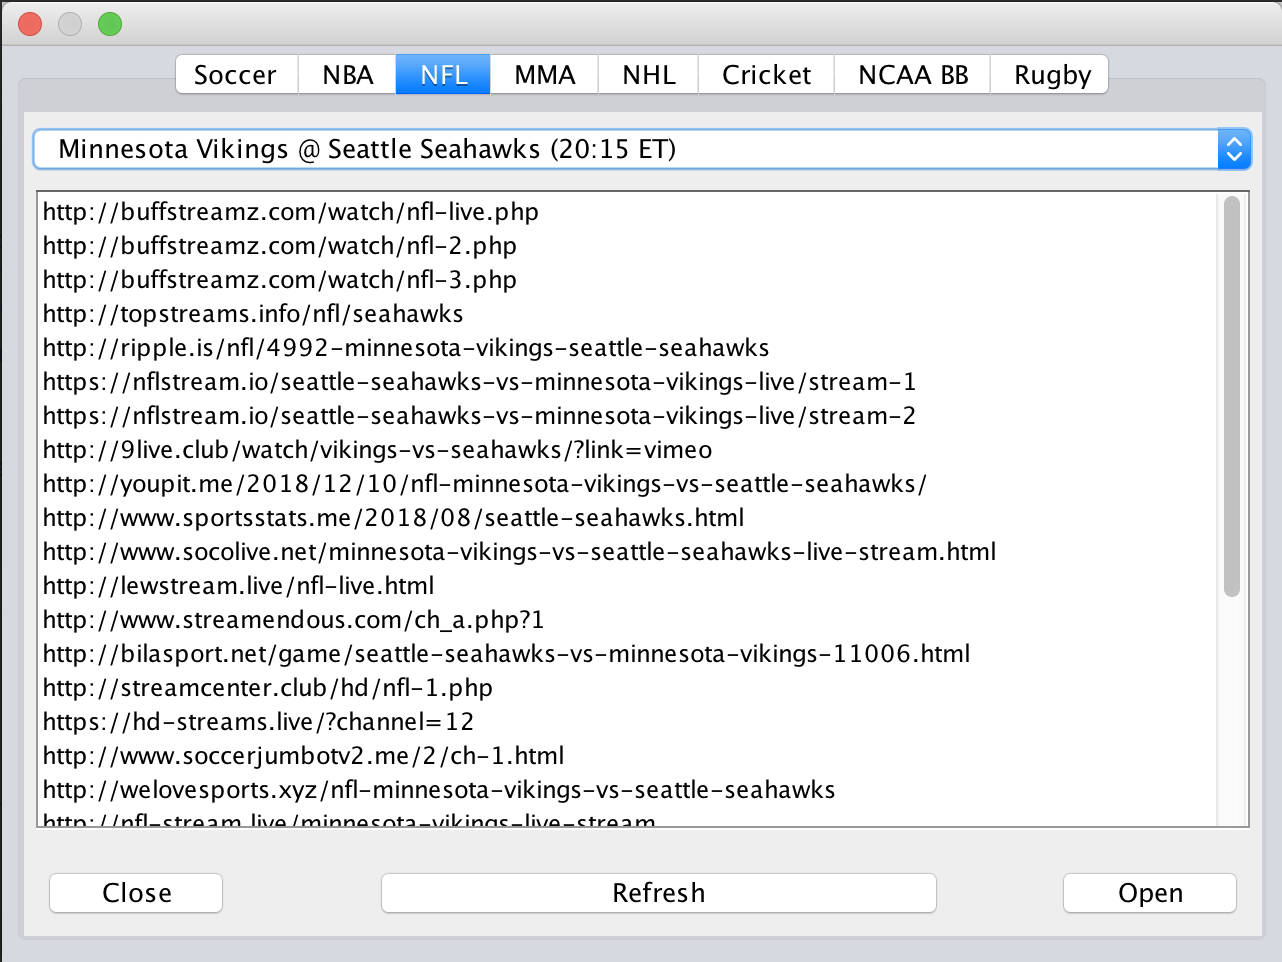 Soccer NBA NFL MMA NHL Cricket NCAA BB Rugby
Minnesota Vikings @ Seattle Seahawks (20:15 ET)
http://buffstreamz.com/watch/nfl-live.php
http://buffstreamz.com/watch/nfl-2.php
http://buffstreamz.com/watch/nfl-3.php
http://topstreams.info/nfl/seahawks
http://ripple.is/nfl/4992-minnesota-vikings-seattle-seahawks
https://nflstream.io/seattle-seahawks-vs-minnesota-vikings-live/stream-1
https://nflstream.io/seattle-seahawks-vs-minnesota-vikings-live/stream-2
http://9live.club/watch/vikings-vs-seahawks/?link=vimeo
http://youpit.me/2018/12/10/nfl-minnesota-vikings-vs-seattle-seahawks/
http://www.sportsstats.me/2018/08/seattle-seahawks.html
http://www.socolive.net/minnesota-vikings-vs-seattle-seahawks-live-stream.html
http://lewstream.live/nfl-live.html
http://www.streamendous.com/ch_a.php?1
http://bilasport.net/game/seattle-seahawks-vs-minnesota-vikings-11006.html
http://streamcenter.club/hd/nfl-1.php
https://hd-streams.live/?channel=12
http://www.soccerjumbotv2.me/2/ch-1.html
http://welovesports.xyz/nfl-minnesota-vikings-vs-seattle-seahawks
http://nfl-stream.live/minnesota-vikings-live-stream
Close Refresh Open